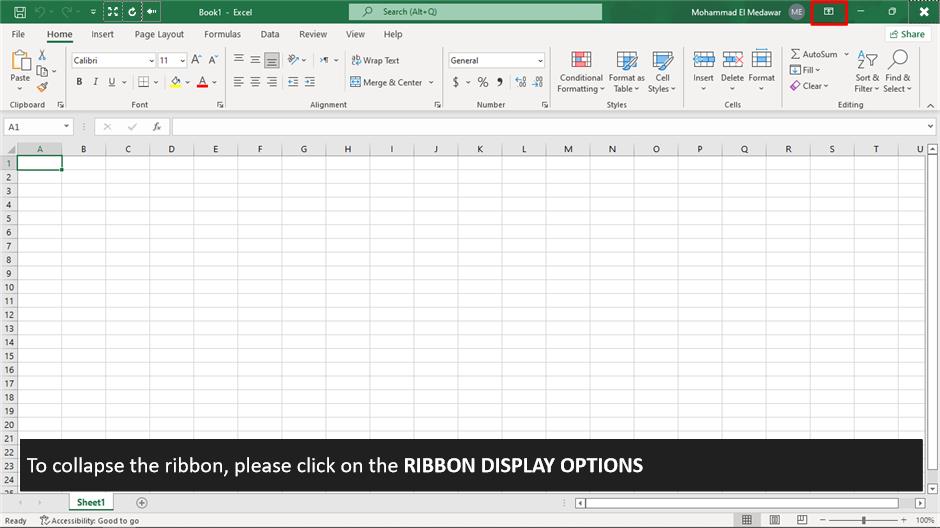 Book1 - Excel
Search (Alt+Q)
Mohammad El Medawar ME
File Home Insert Page Layout Formulas Data Review View Help
Share
Paste
Calibri 11 A A
B I U A
Wrap Text
Merge & Center
General
$ % 9
Conditional Formatting
Format as Table
Cell Styles
Insert Delete Format
AutoSum
Fill
Clear
Sort & Filter
Find & Select
Clipboard Font Alignment Number Styles Cells Editing
A1 fx
A B C D E F G H I J K L M N O P Q R S T U
1
2
3
4
5
6
7
8
9
10
11
12
13
14
15
16
17
18
19
20
21
22
23
24
25
To collapse the ribbon, please click on the RIBBON DISPLAY OPTIONS
Sheet1
Ready Accessibility: Good to go 100%